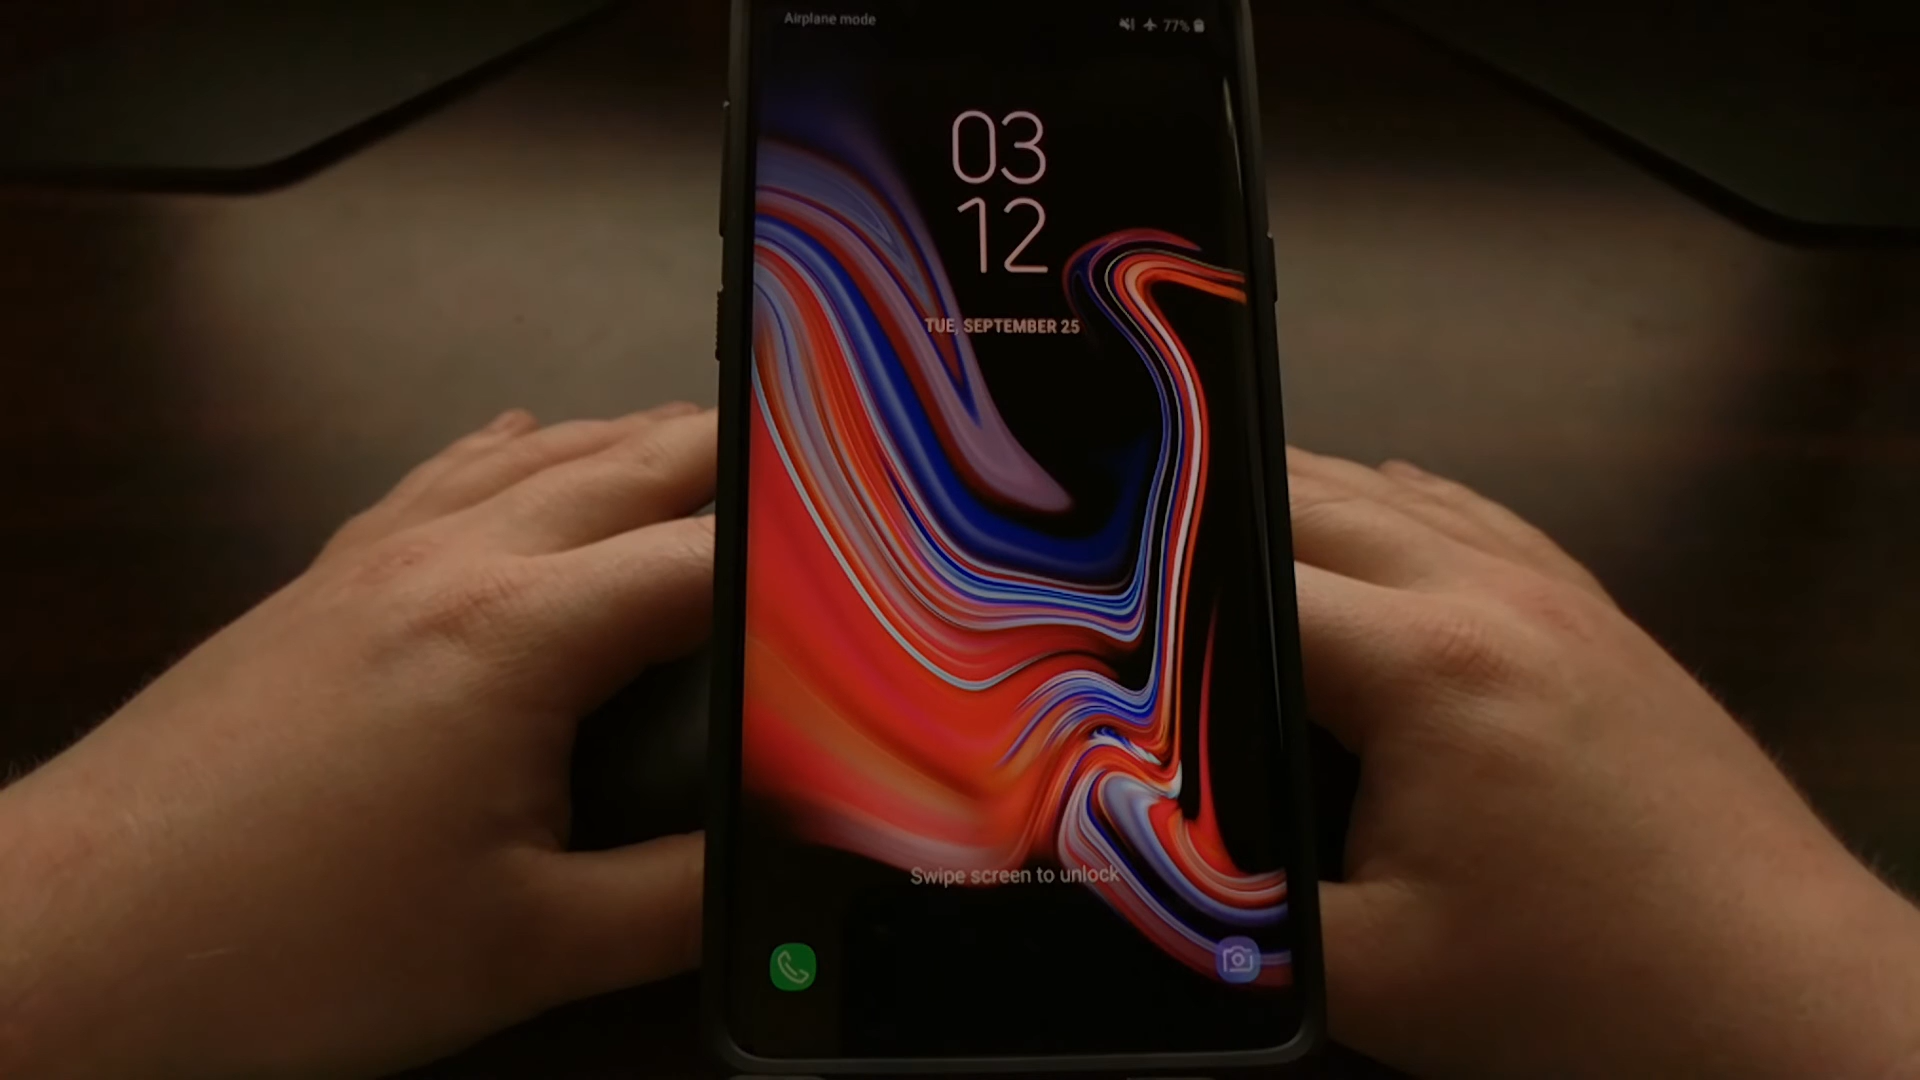 Airplane mode
77%
03
12
TUE, SEPTEMBER 25
Swipe screen to unlock